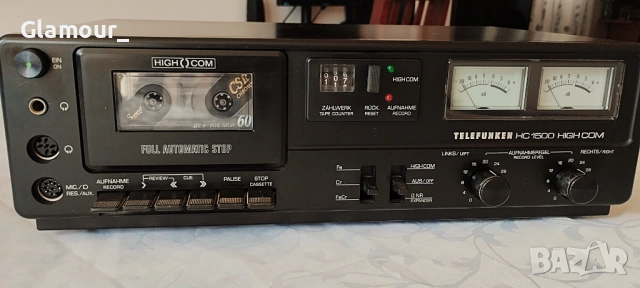 Glamour_
EIN
ON
HIGH COM
60
FULL AUTOMATIC STOP
MIC./D
RES./AUX.
AUFNAHME
RECORD
REVIEW
CUE
PAUSE
STOP
CASSETTE
ZÄHLWERK
TAPE COUNTER
RÜCK.
RESET
HIGH COM
AUFNAHME
RECORD
Fe
Cr
FeCr
HIGH COM
AUS/OFF
D NR
EXPANDER
TELEFUNKEN HC 1500 HIGH COM
LINKS/LEFT
AUFNAHMEPEGEL
RECORD LEVEL
RECHTS/RIGHT
BAZAR.bg